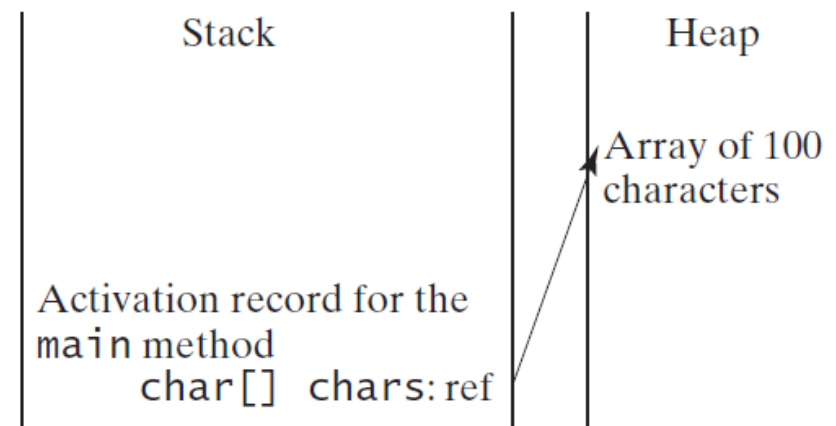 Stack
Heap
Array of 100
characters
Activation record for the
main method
char[] chars: ref